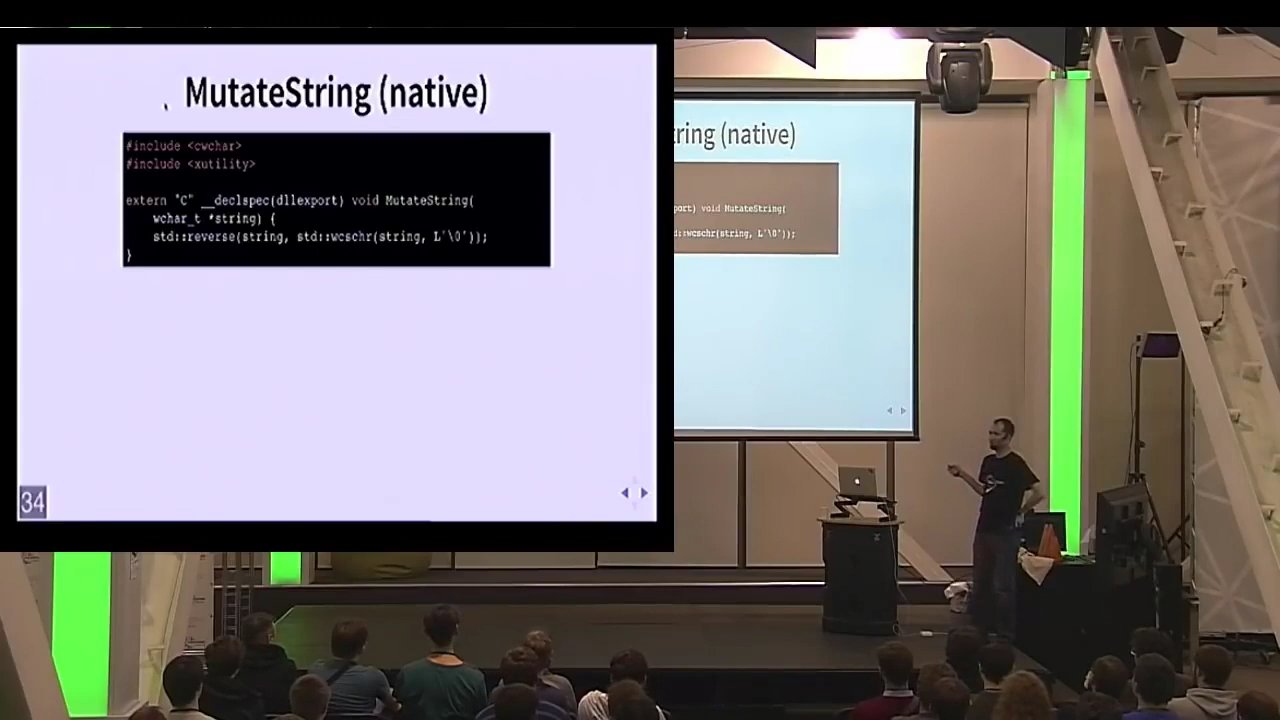 MutateString (native)
#include <cwchar>
#include <xutility>
extern "C" __declspec(dllexport) void MutateString(
wchar_t *string) {
std::reverse(string, std::wcschr(string, L'\0'));
}
34
tring (native)
port) void MutateString(
d::wcschr(string, L'\0'));